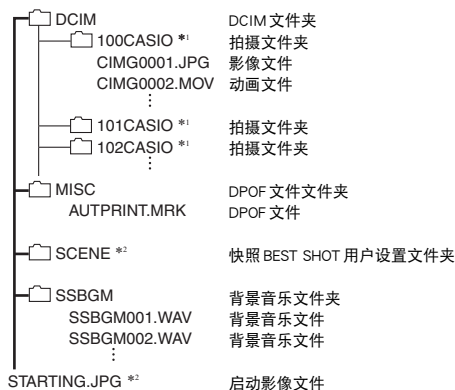 DCIM DCIM文件夹
100CASIO *1 拍摄文件夹
CIMG0001.JPG 影像文件
CIMG0002.MOV 动画文件
⋮
101CASIO *1 拍摄文件夹
102CASIO *1 拍摄文件夹
⋮
MISC DPOF文件文件夹
AUTPRINT.MRK DPOF文件
SCENE *2 快照BEST SHOT用户设置文件夹
SSBGM 背景音乐文件夹
SSBGM001.WAV 背景音乐文件
SSBGM002.WAV 背景音乐文件
⋮
STARTING.JPG *2 启动影像文件